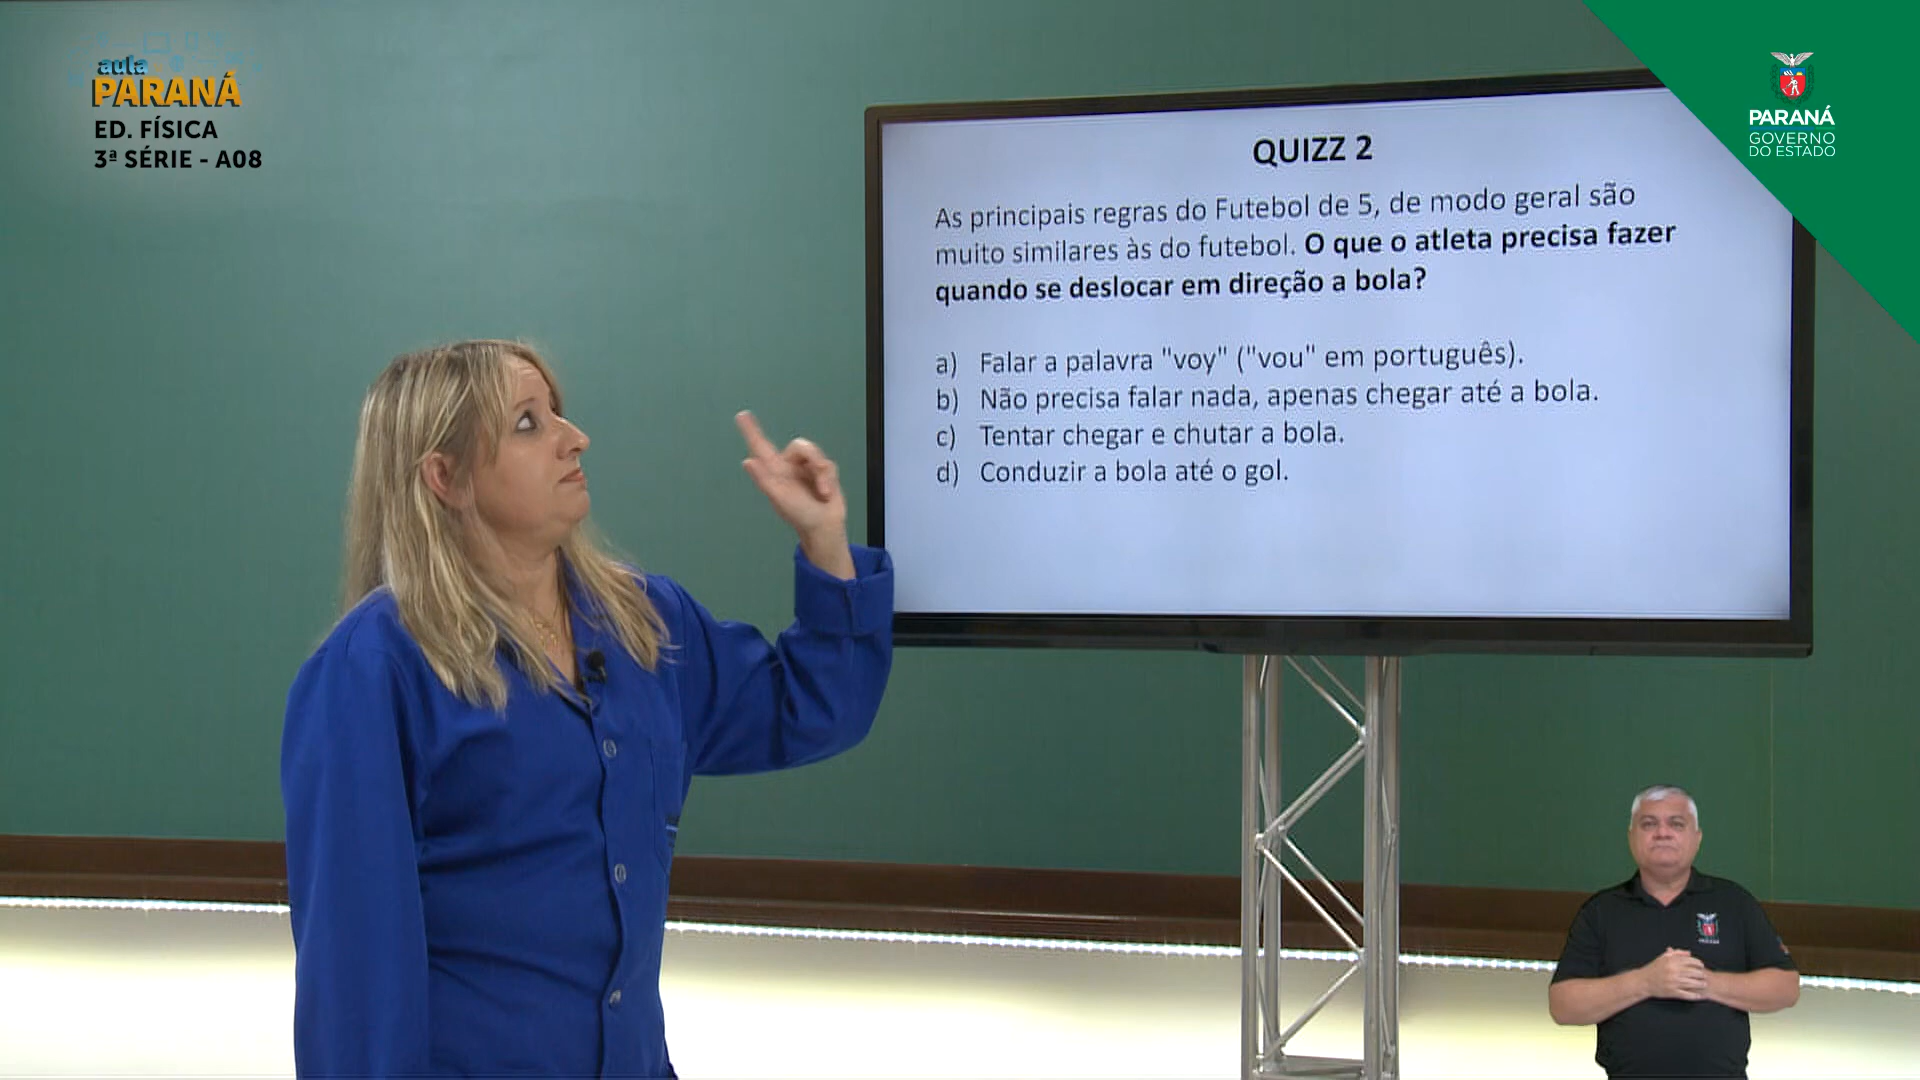 aula
PARANÁ
ED. FÍSICA
3ª SÉRIE - A08
PARANÁ
GOVERNO
DO ESTADO
QUIZZ 2
As principais regras do Futebol de 5, de modo geral são
muito similares às do futebol. O que o atleta precisa fazer
quando se deslocar em direção a bola?
a) Falar a palavra "voy" ("vou" em português).
b) Não precisa falar nada, apenas chegar até a bola.
c) Tentar chegar e chutar a bola.
d) Conduzir a bola até o gol.